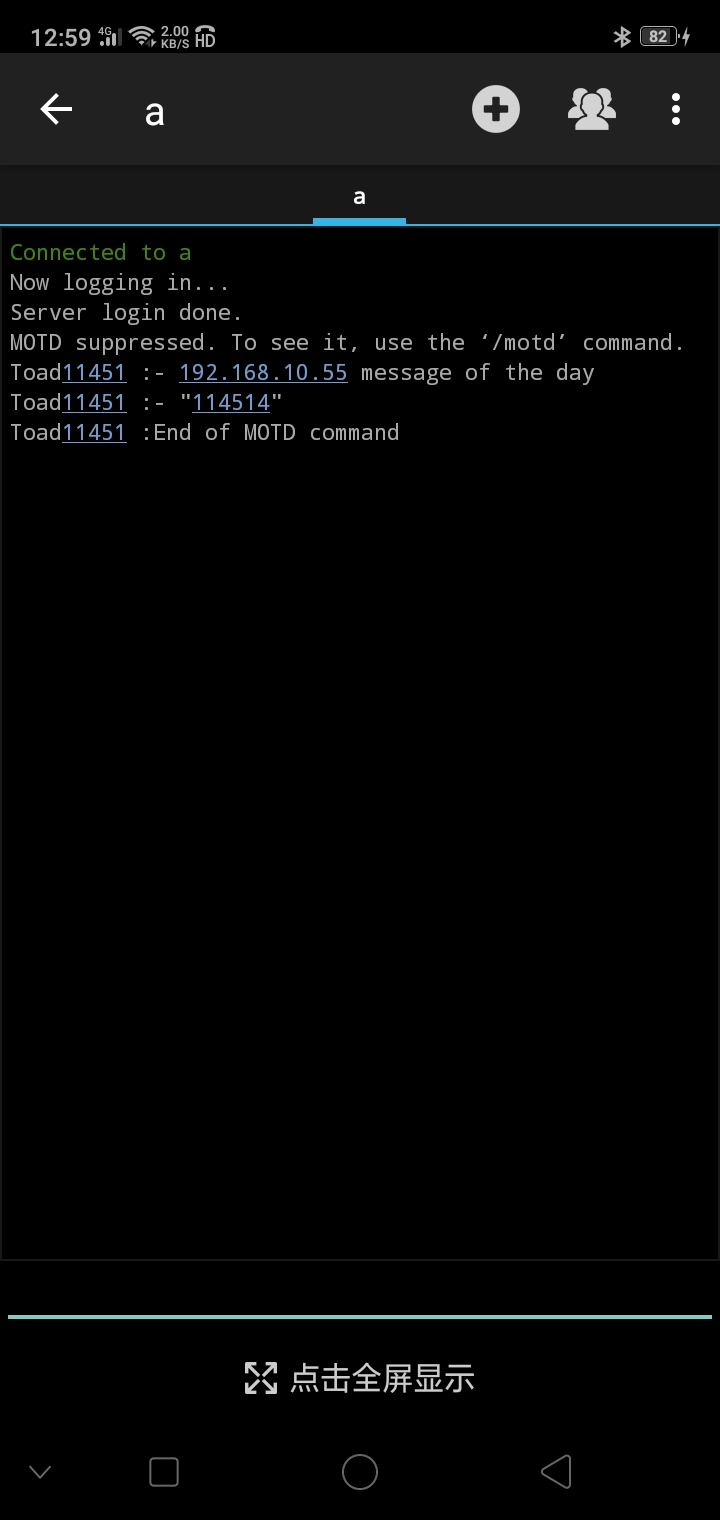 12:59 4G 2.00 KB/S HD 82
a
a
Connected to a
Now logging in...
Server login done.
MOTD suppressed. To see it, use the ‘/motd’ command.
Toad11451 :- 192.168.10.55 message of the day
Toad11451 :- "114514"
Toad11451 :End of MOTD command
点击全屏显示